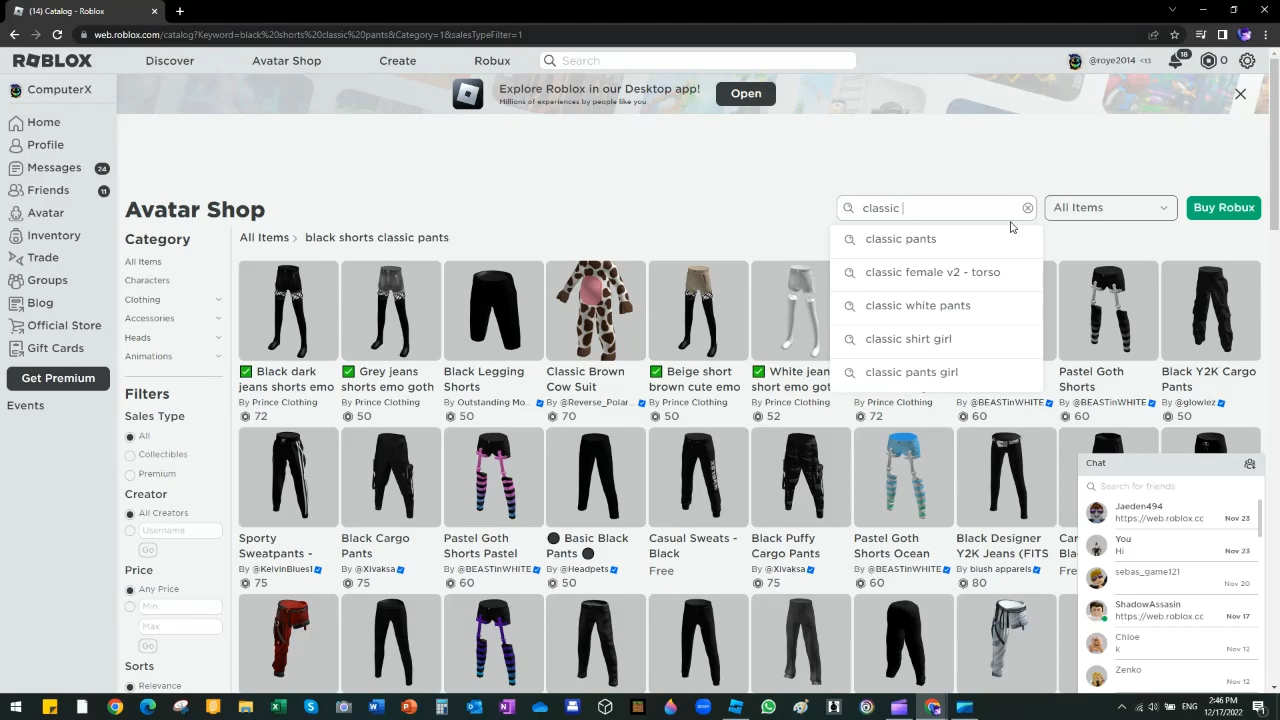 (14) Catalog - Roblox
web.roblox.com/catalog?Keyword=black%20shorts%20classic%20pants&Category=1&salesTypeFilter=1
ROBLOX
Discover
Avatar Shop
Create
Robux
Search
@roye2014 <13
18
0
ComputerX
Explore Roblox in our Desktop app!
Millions of experiences by people like you
Open
Home
Profile
Messages 24
Friends 11
Avatar
Inventory
Trade
Groups
Blog
Official Store
Gift Cards
Get Premium
Events
Avatar Shop
classic
All Items
Buy Robux
classic pants
classic female v2 - torso
classic white pants
classic shirt girl
classic pants girl
Category
All Items
Characters
Clothing
Accessories
Heads
Animations
Filters
Sales Type
All
Collectibles
Premium
Creator
All Creators
Username
Go
Price
Any Price
Min
Max
Go
Sorts
Relevance
All Items > black shorts classic pants
Black dark
jeans shorts emo
By Prince Clothing
72
Grey jeans
shorts emo goth
By Prince Clothing
50
Black Legging
Shorts
By Outstanding Mo...
50
Classic Brown
Cow Suit
By @Reverse_Polar...
70
Beige short
brown cute emo
By Prince Clothing
50
White jean
short emo got
By Prince Clothing
52
By Prince Clothing
72
By @BEASTinWHITE
60
Pastel Goth
Shorts
By @BEASTinWHITE
60
Black Y2K Cargo
Pants
By @glowlez
50
Sporty
Sweatpants -
By @KelvinBlues1
75
Black Cargo
Pants
By @Xivaksa
75
Pastel Goth
Shorts Pastel
By @BEASTinWHITE
60
Basic Black
Pants
By @Headpets
50
Casual Sweats -
Black
Free
Black Puffy
Cargo Pants
By @Xivaksa
75
Pastel Goth
Shorts Ocean
By @BEASTinWHITE
60
Black Designer
Y2K Jeans (FITS
By blush apparels
80
Car
Blac
Fre
Chat
Search for friends
Jaeden494
https://web.roblox.cc Nov 23
You
Hi Nov 23
sebas_game121
Nov 20
ShadowAssasin
https://web.roblox.cc Nov 17
Chloe
k Nov 12
Zenko
Nov 12
zoom
ENG
2:46 PM
12/17/2022